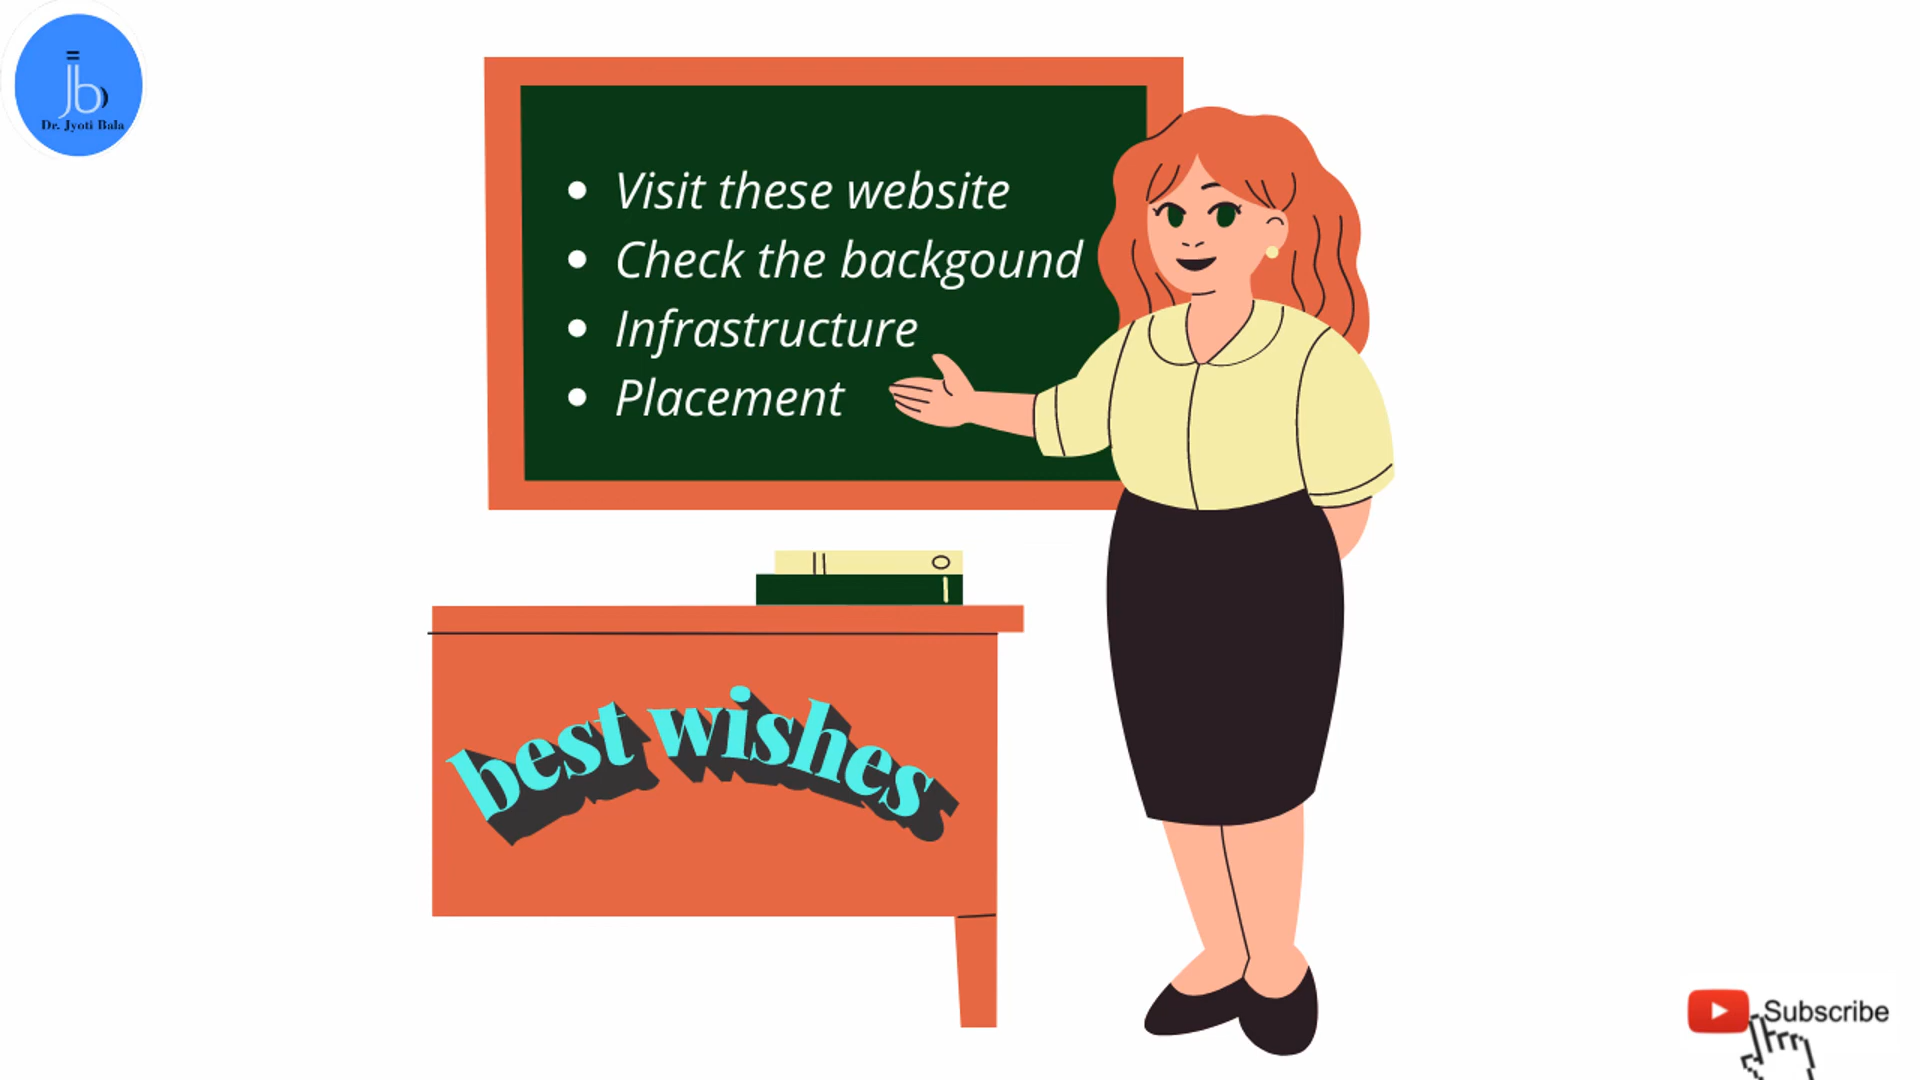 Dr. Jyoti Bala
Visit these website
Check the backgound
Infrastructure
Placement
best wishes
Subscribe